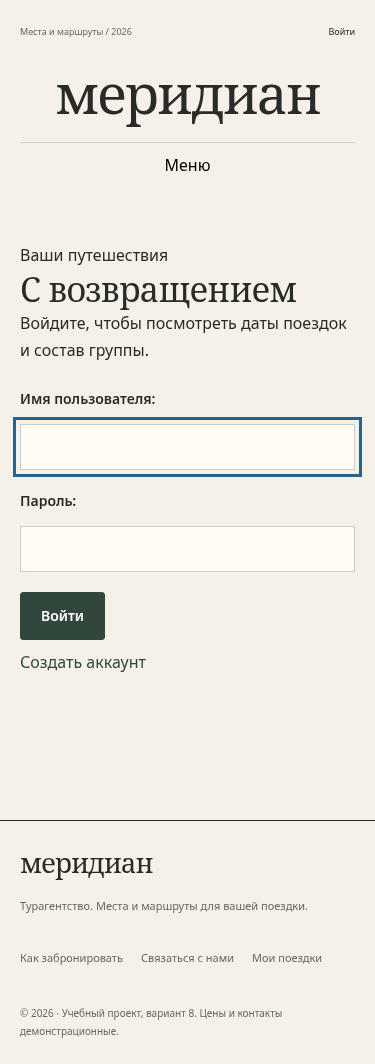 Места и маршруты / 2026
Войти
меридиан
Меню
Ваши путешествия
С возвращением
Войдите, чтобы посмотреть даты поездок
и состав группы.
Имя пользователя:
Пароль:
Войти
Создать аккаунт
меридиан
Турагентство. Места и маршруты для вашей поездки.
Как забронировать
Связаться с нами
Мои поездки
© 2026 · Учебный проект, вариант 8. Цены и контакты
демонстрационные.